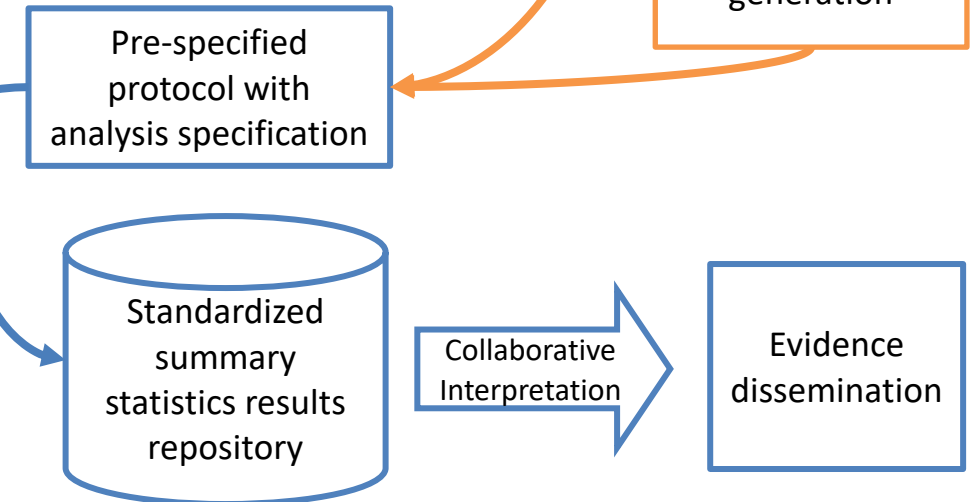 generation
Pre-specified
protocol with
analysis specification
Standardized
summary
statistics results
repository
Collaborative
Interpretation
Evidence
dissemination